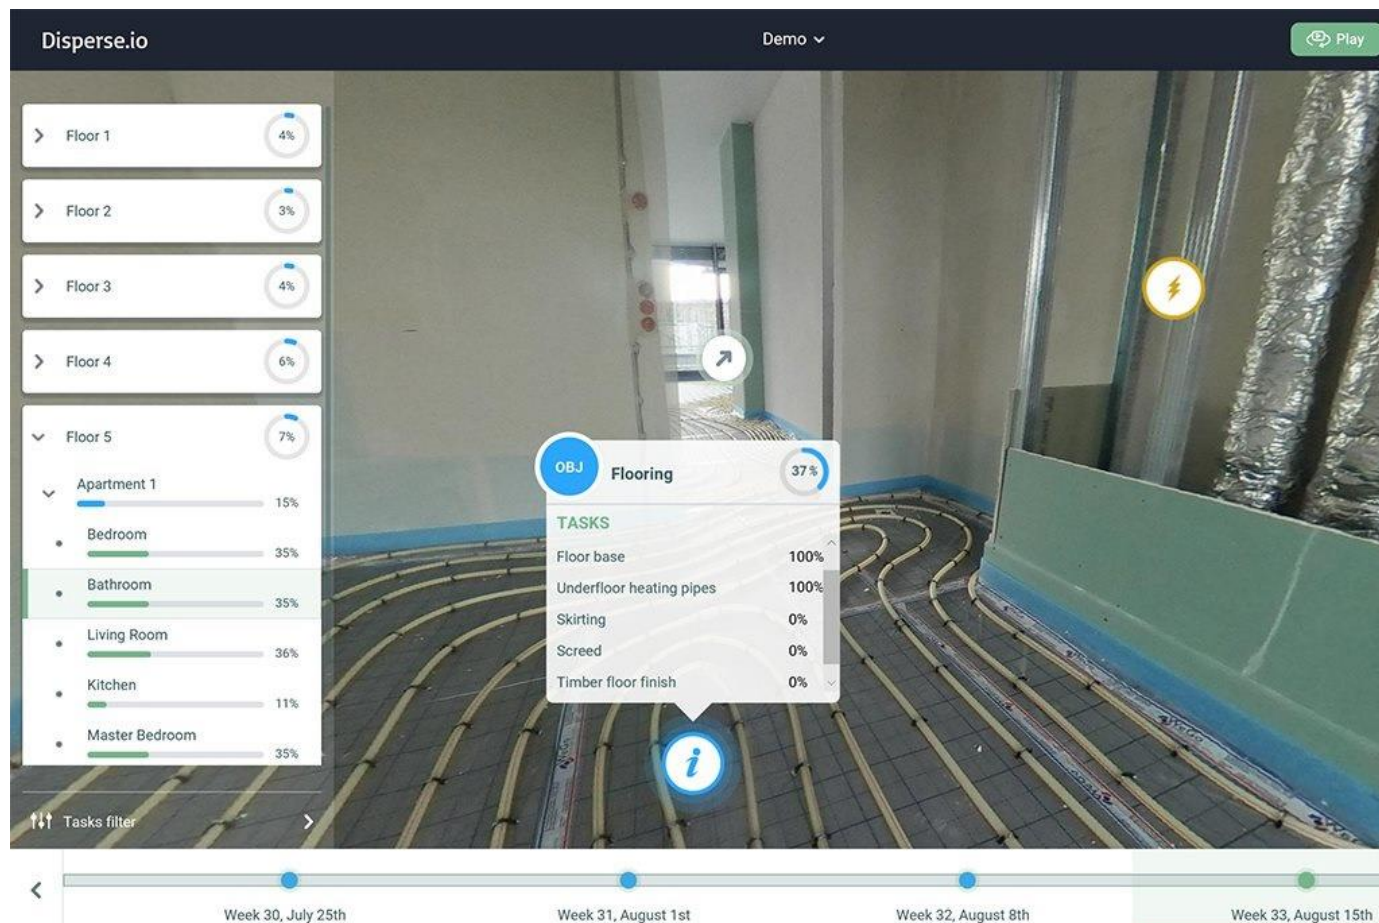 Disperse.io
Demo
Play
Floor 1
4%
Floor 2
3%
Floor 3
4%
Floor 4
6%
Floor 5
7%
Apartment 1
15%
Bedroom
35%
Bathroom
35%
Living Room
36%
Kitchen
11%
Master Bedroom
35%
Tasks filter
OBJ
Flooring
37%
TASKS
Floor base 100%
Underfloor heating pipes 100%
Skirting 0%
Screed 0%
Timber floor finish 0%
i
Week 30, July 25th
Week 31, August 1st
Week 32, August 8th
Week 33, August 15th